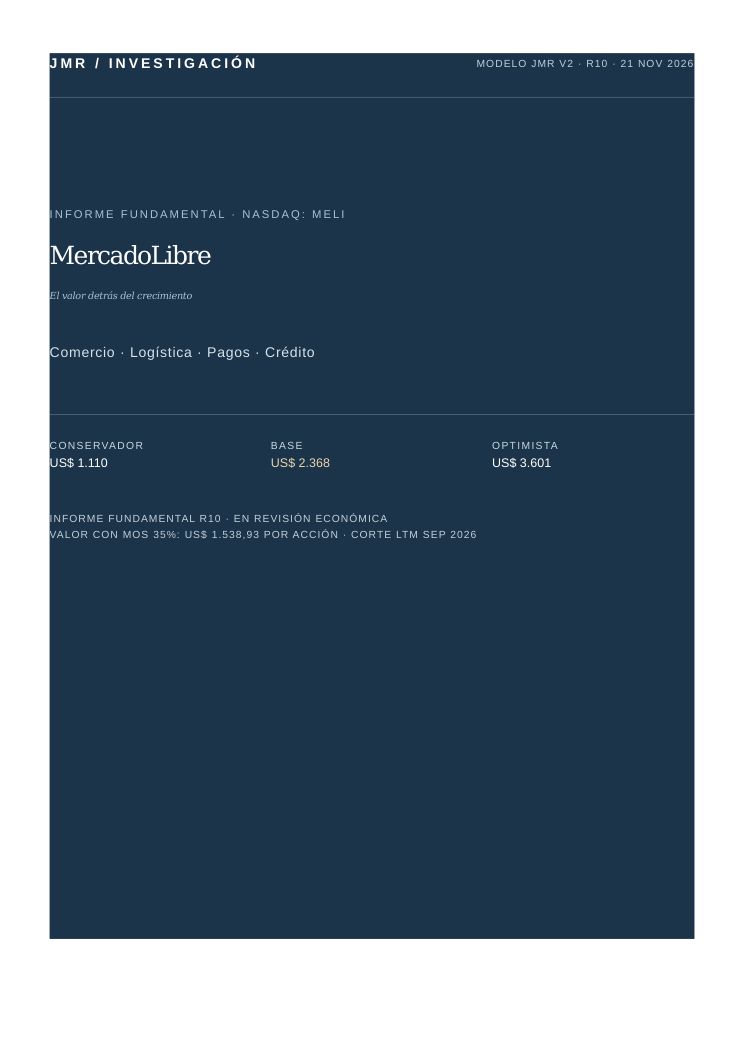 JMR / INVESTIGACIÓN
MODELO JMR V2 · R10 · 21 NOV 2026
INFORME FUNDAMENTAL · NASDAQ: MELI
MercadoLibre
El valor detrás del crecimiento
Comercio · Logística · Pagos · Crédito
CONSERVADOR BASE OPTIMISTA
US$ 1.110 US$ 2.368 US$ 3.601
INFORME FUNDAMENTAL R10 · EN REVISIÓN ECONÓMICA
VALOR CON MOS 35%: US$ 1.538,93 POR ACCIÓN · CORTE LTM SEP 2026